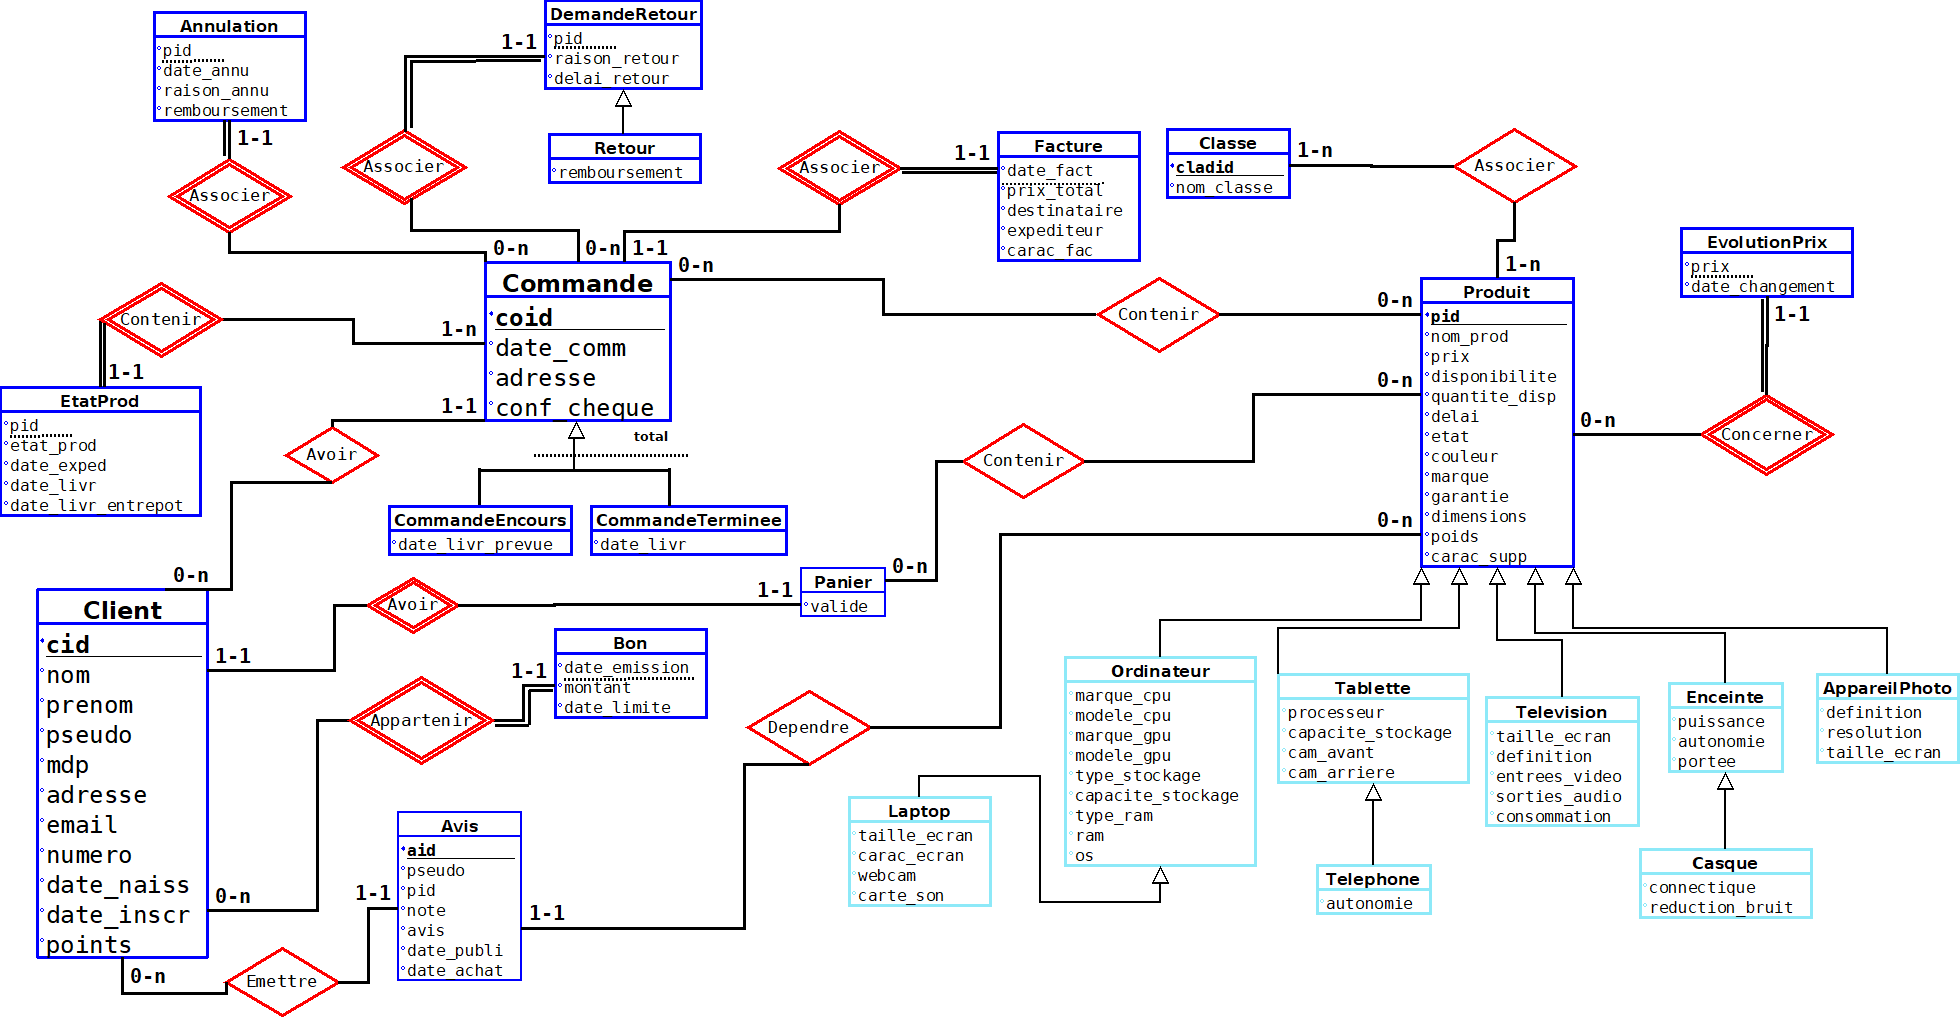 Annulation
pid
date_annu
raison_annu
remboursement
1-1
Associer
DemandeRetour
pid
raison_retour
delai_retour
1-1
Associer
Retour
remboursement
Associer
1-1
Facture
date_fact
prix_total
destinataire
expediteur
carac_fac
Classe
cladid
nom_classe
1-n
Associer
1-n
EvolutionPrix
prix
date_changement
1-1
0-n
0-n
1-1
0-n
Commande
coid
date_comm
adresse
conf_cheque
Contenir
1-n
1-1
EtatProd
pid
etat_prod
date_exped
date_livr
date_livr_entrepot
1-1
Avoir
0-n
total
CommandeEncours
date_livr_prevue
CommandeTerminee
date_livr
Contenir
0-n
Produit
pid
nom_prod
prix
disponibilite
quantite_disp
delai
etat
couleur
marque
garantie
dimensions
poids
carac_supp
0-n
0-n
0-n
Concerner
Contenir
0-n
Panier
valide
1-1
Avoir
1-1
Client
cid
nom
prenom
pseudo
mdp
adresse
email
numero
date_naiss
date_inscr
points
Bon
date_emission
montant
date_limite
1-1
Appartenir
0-n
Dependre
Avis
aid
pseudo
pid
note
avis
date_publi
date_achat
1-1
1-1
0-n
Emettre
Ordinateur
marque_cpu
modele_cpu
marque_gpu
modele_gpu
type_stockage
capacite_stockage
type_ram
ram
os
Laptop
taille_ecran
carac_ecran
webcam
carte_son
Tablette
processeur
capacite_stockage
cam_avant
cam_arriere
Telephone
autonomie
Television
taille_ecran
definition
entrees_video
sorties_audio
consommation
Enceinte
puissance
autonomie
portee
Casque
connectique
reduction_bruit
AppareilPhoto
definition
resolution
taille_ecran